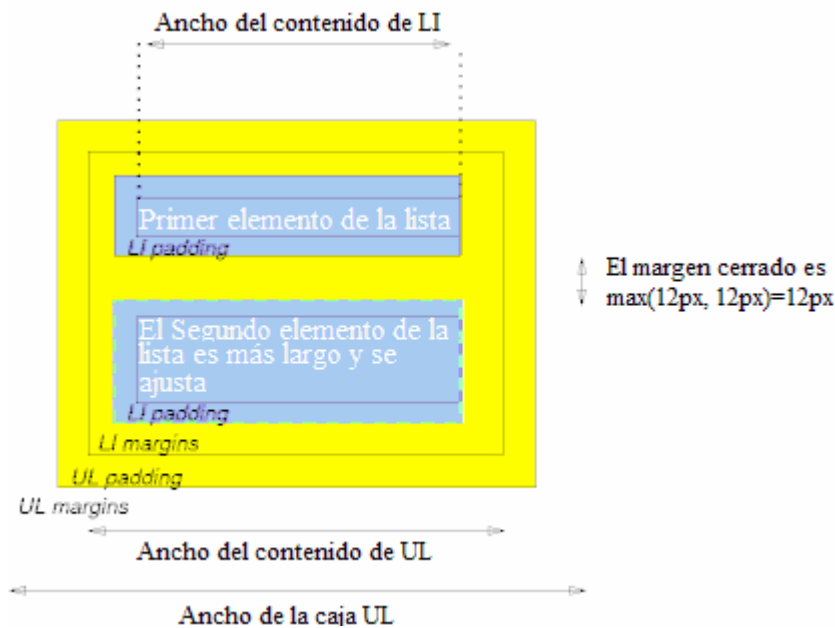 Ancho del contenido de LI
Primer elemento de la lista
LI padding
El margen cerrado es
max(12px, 12px)=12px
El Segundo elemento de la
lista es más largo y se
ajusta
LI padding
LI margins
UL padding
UL margins
Ancho del contenido de UL
Ancho de la caja UL